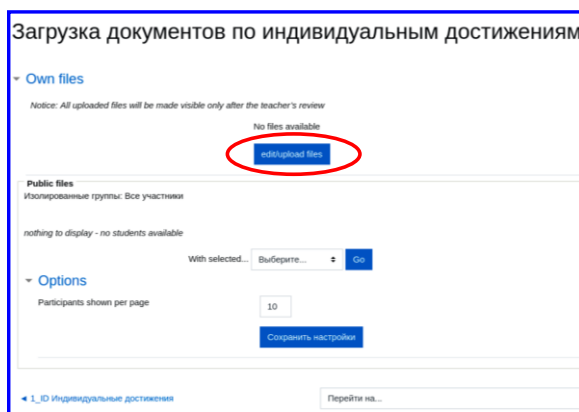 Загрузка документов по индивидуальным достижениям
Own files
Notice: All uploaded files will be made visible only after the teacher's review
No files available
edit/upload files
Public files
Изолированные группы: Все участники
nothing to display - no students available
With selected... Выберите... Go
Options
Participants shown per page 10
Сохранить настройки
◄ 1_ID Индивидуальные достижения Перейти на...